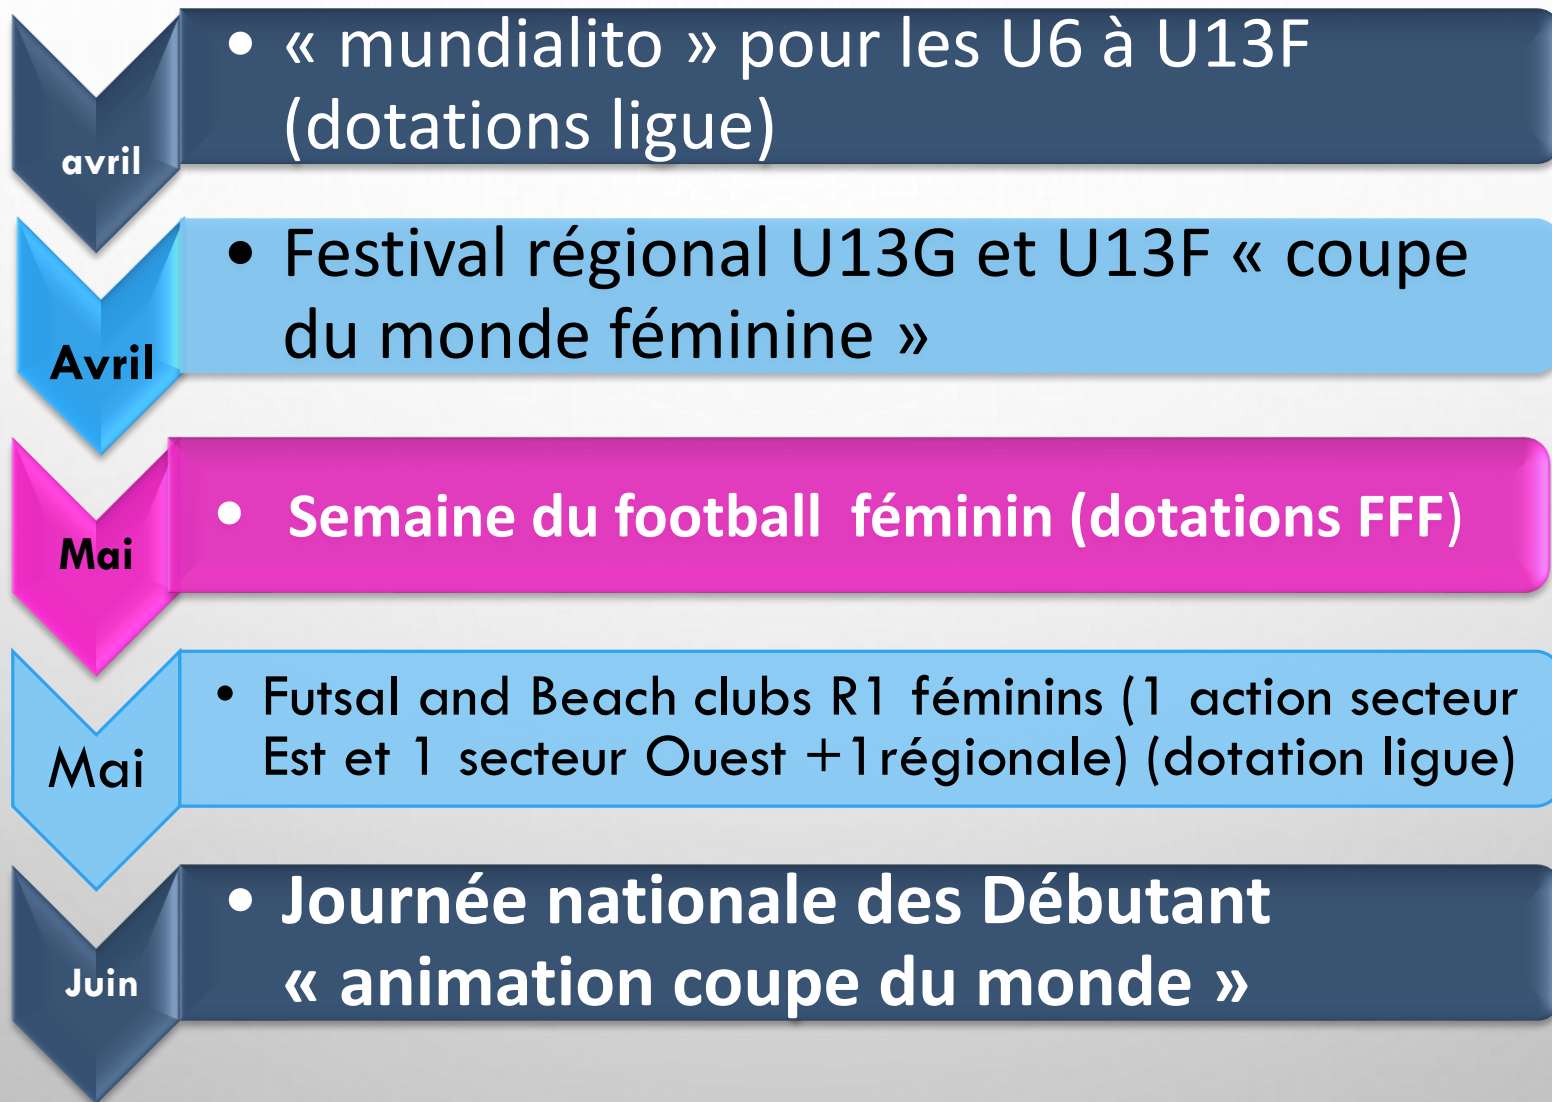 avril
• « mundialito » pour les U6 à U13F
(dotations ligue)
Avril
• Festival régional U13G et U13F « coupe
du monde féminine »
Mai
• Semaine du football féminin (dotations FFF)
Mai
• Futsal and Beach clubs R1 féminins (1 action secteur
Est et 1 secteur Ouest +1régionale) (dotation ligue)
Juin
• Journée nationale des Débutant
« animation coupe du monde »